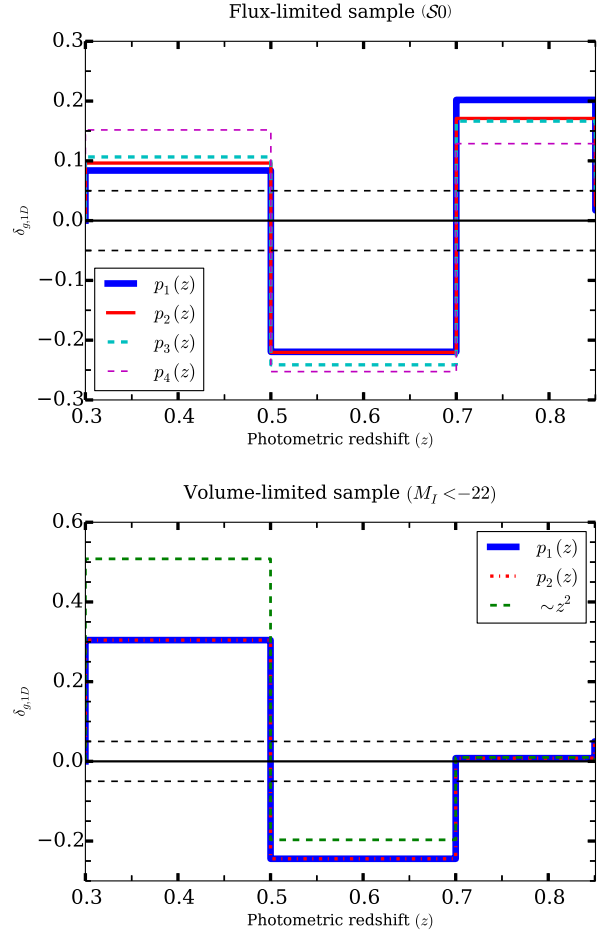 Flux-limited sample (S0)
0.3
0.2
0.1
0.0
−0.1
−0.2
−0.3
δg,1D
p1(z)
p2(z)
p3(z)
p4(z)
0.3 0.4 0.5 0.6 0.7 0.8
Photometric redshift (z)
Volume-limited sample (M_I <−22)
0.6
0.4
0.2
0.0
−0.2
δg,1D
p1(z)
p2(z)
∼z²
0.3 0.4 0.5 0.6 0.7 0.8
Photometric redshift (z)